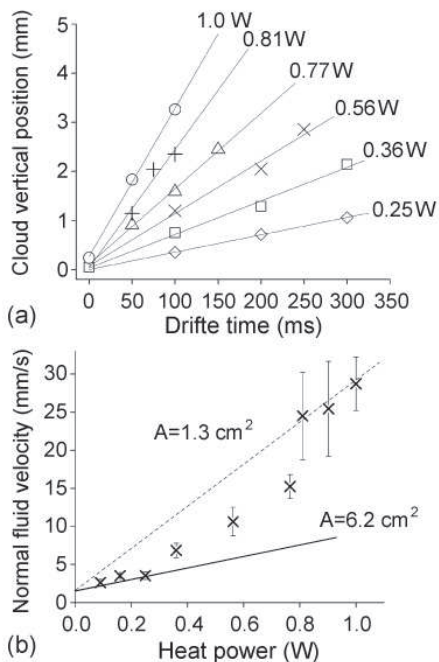 5
4
3
2
1
0
Cloud vertical position (mm)
1.0 W
0.81W
0.77W
0.56W
0.36W
0.25W
0 50 100 150 200 250 300 350
(a) Drifte time (ms)
30
25
20
15
10
5
0
Normal fluid velocity (mm/s)
A=1.3 cm²
A=6.2 cm²
0.0 0.2 0.4 0.6 0.8 1.0
(b) Heat power (W)